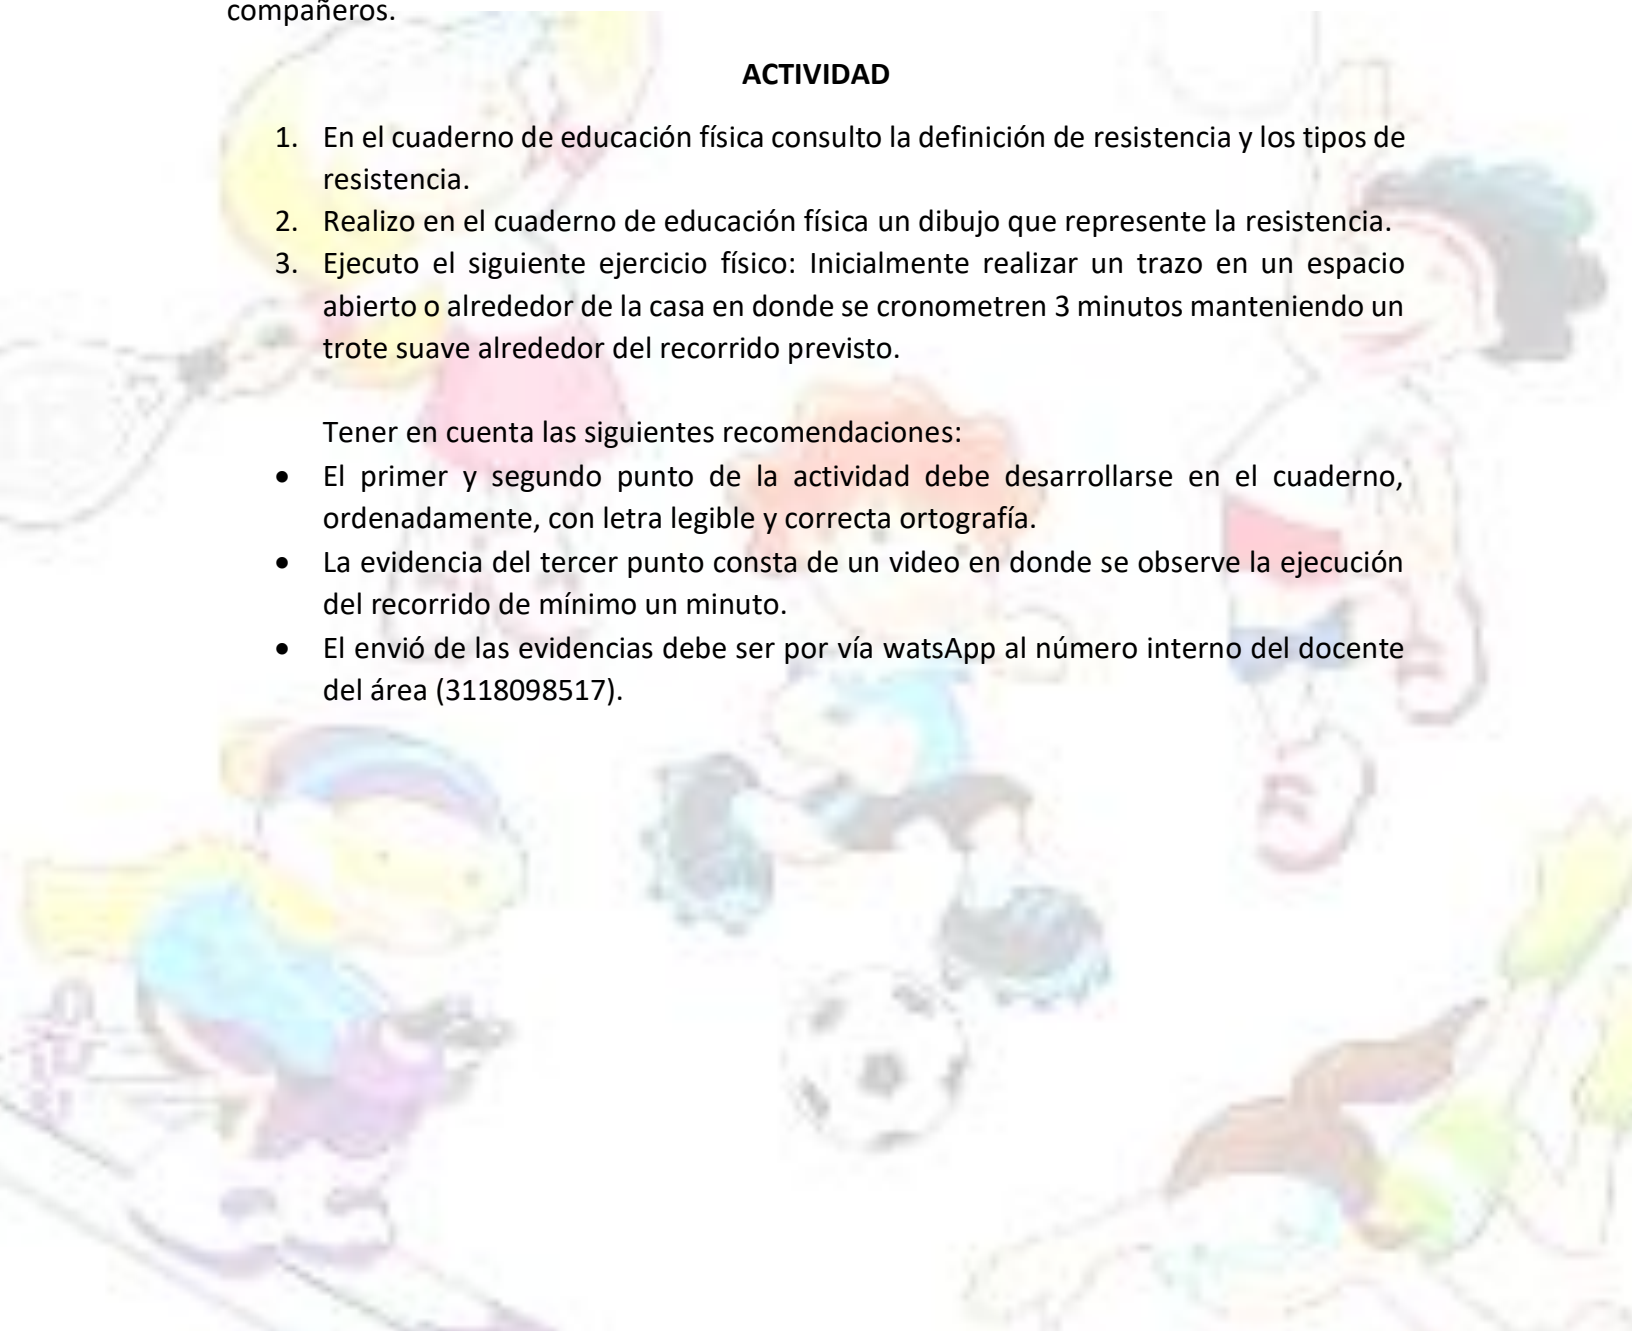 compañeros.
ACTIVIDAD
1. En el cuaderno de educación física consulto la definición de resistencia y los tipos de
resistencia.
2. Realizo en el cuaderno de educación física un dibujo que represente la resistencia.
3. Ejecuto el siguiente ejercicio físico: Inicialmente realizar un trazo en un espacio
abierto o alrededor de la casa en donde se cronometren 3 minutos manteniendo un
trote suave alrededor del recorrido previsto.
Tener en cuenta las siguientes recomendaciones:
• El primer y segundo punto de la actividad debe desarrollarse en el cuaderno,
ordenadamente, con letra legible y correcta ortografía.
• La evidencia del tercer punto consta de un video en donde se observe la ejecución
del recorrido de mínimo un minuto.
• El envió de las evidencias debe ser por vía watsApp al número interno del docente
del área (3118098517).